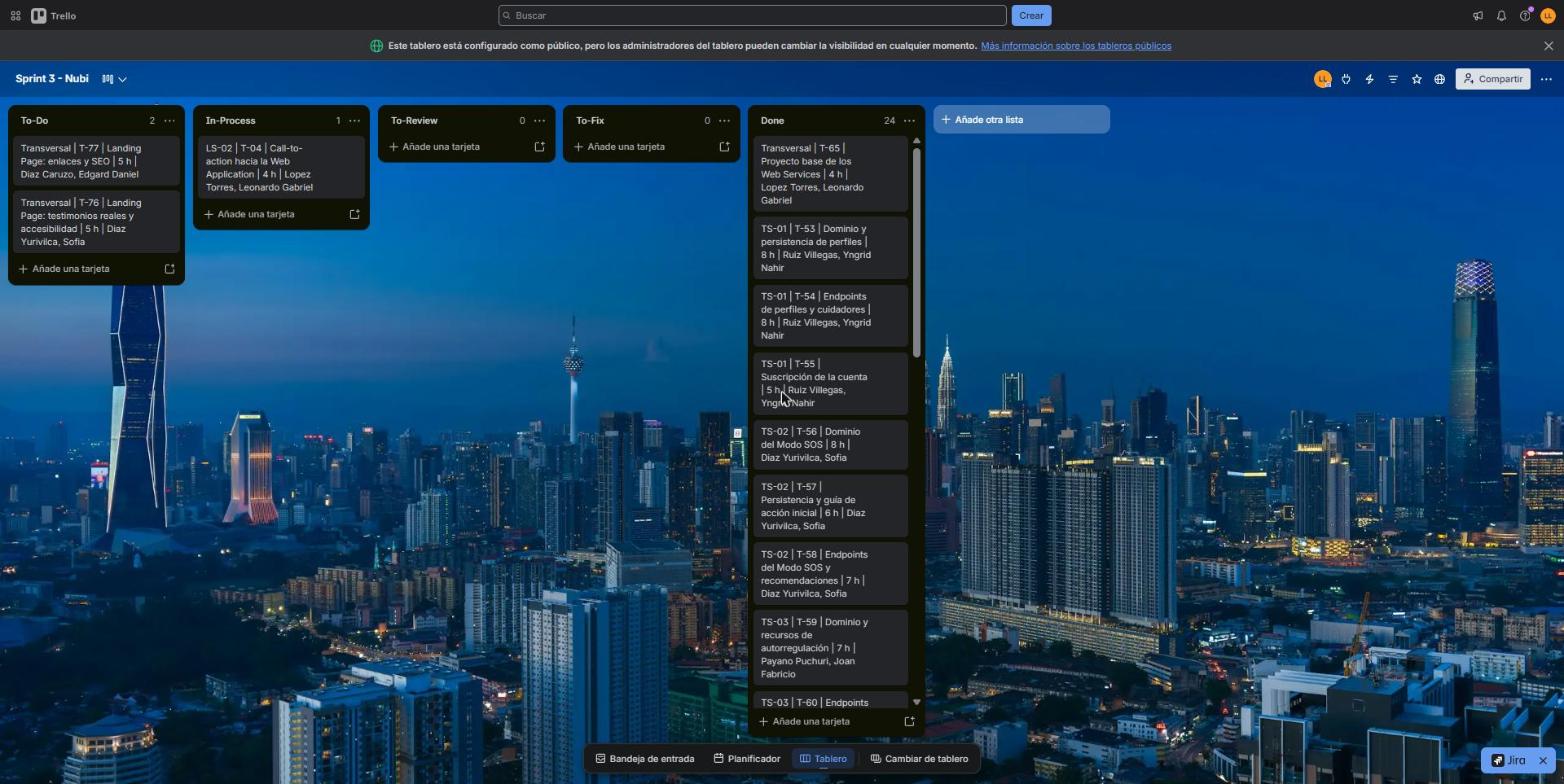 Trello
Buscar
Crear
LL
Este tablero está configurado como público, pero los administradores del tablero pueden cambiar la visibilidad en cualquier momento. Más información sobre los tableros públicos
Sprint 3 - Nubi
LL
Compartir
To-Do 2
Transversal | T-77 | Landing
Page: enlaces y SEO | 5 h |
Diaz Caruzo, Edgard Daniel
Transversal | T-76 | Landing
Page: testimonios reales y
accesibilidad | 5 h | Diaz
Yurivilca, Sofia
Añade una tarjeta
In-Process 1
LS-02 | T-04 | Call-to-
action hacia la Web
Application | 4 h | Lopez
Torres, Leonardo Gabriel
Añade una tarjeta
To-Review 0
Añade una tarjeta
To-Fix 0
Añade una tarjeta
Done 24
Transversal | T-65 |
Proyecto base de los
Web Services | 4 h |
Lopez Torres, Leonardo
Gabriel
TS-01 | T-53 | Dominio y
persistencia de perfiles |
8 h | Ruiz Villegas, Yngrid
Nahir
TS-01 | T-54 | Endpoints
de perfiles y cuidadores |
8 h | Ruiz Villegas, Yngrid
Nahir
TS-01 | T-55 |
Suscripción de la cuenta
| 5 h | Ruiz Villegas,
Yngrid Nahir
TS-02 | T-56 | Dominio
del Modo SOS | 8 h |
Diaz Yurivilca, Sofia
TS-02 | T-57 |
Persistencia y guía de
acción inicial | 6 h | Diaz
Yurivilca, Sofia
TS-02 | T-58 | Endpoints
del Modo SOS y
recomendaciones | 7 h |
Diaz Yurivilca, Sofia
TS-03 | T-59 | Dominio y
recursos de
autorregulación | 7 h |
Payano Puchuri, Joan
Fabricio
TS-03 | T-60 | Endpoints
Añade una tarjeta
Añade otra lista
Bandeja de entrada
Planificador
Tablero
Cambiar de tablero
Jira